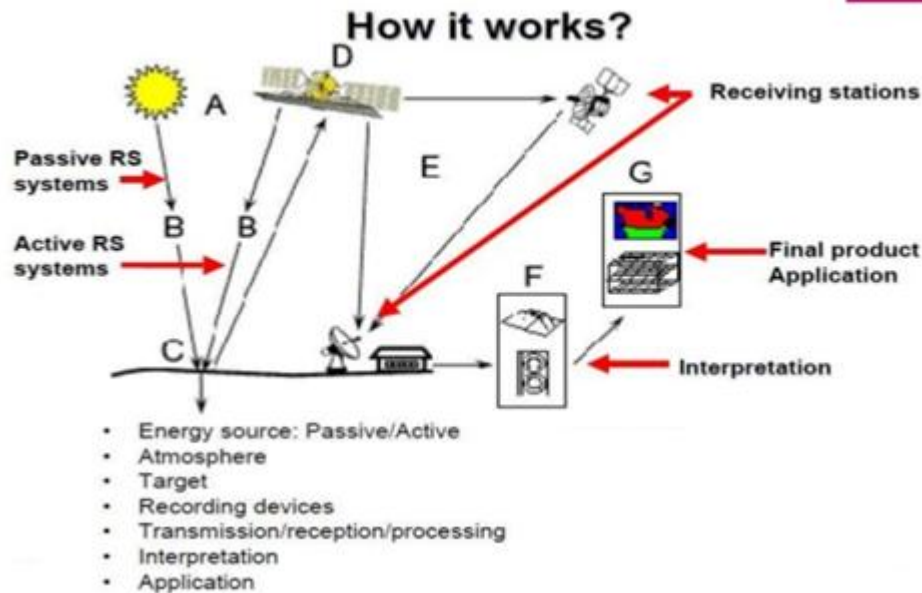 How it works?
D
A
Receiving stations
Passive RS
systems
E
G
B
B
Active RS
systems
Final product
Application
F
C
Interpretation
• Energy source: Passive/Active
• Atmosphere
• Target
• Recording devices
• Transmission/reception/processing
• Interpretation
• Application